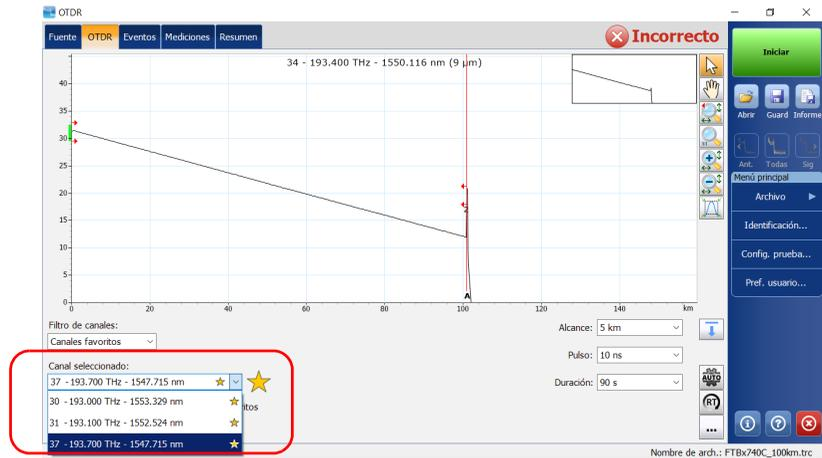 OTDR
Fuente OTDR Eventos Mediciones Resumen
Incorrecto
34 - 193.400 THz - 1550.116 nm (9 µm)
40
35
30
25
20
15
10
5
0
0 20 40 60 80 100 120 140 km
2
A
Filtro de canales:
Canales favoritos
Canal seleccionado:
37 - 193.700 THz - 1547.715 nm
30 - 193.000 THz - 1553.329 nm
31 - 193.100 THz - 1552.524 nm
37 - 193.700 THz - 1547.715 nm
Alcance: 5 km
Pulso: 10 ns
Duración: 90 s
AUTO
RT
...
Iniciar
Abrir Guard Informe
Ant. Todas Sig
Menú principal
Archivo
Identificación...
Config. prueba...
Pref. usuario...
Nombre de arch.: FTBx740C_100km.trc